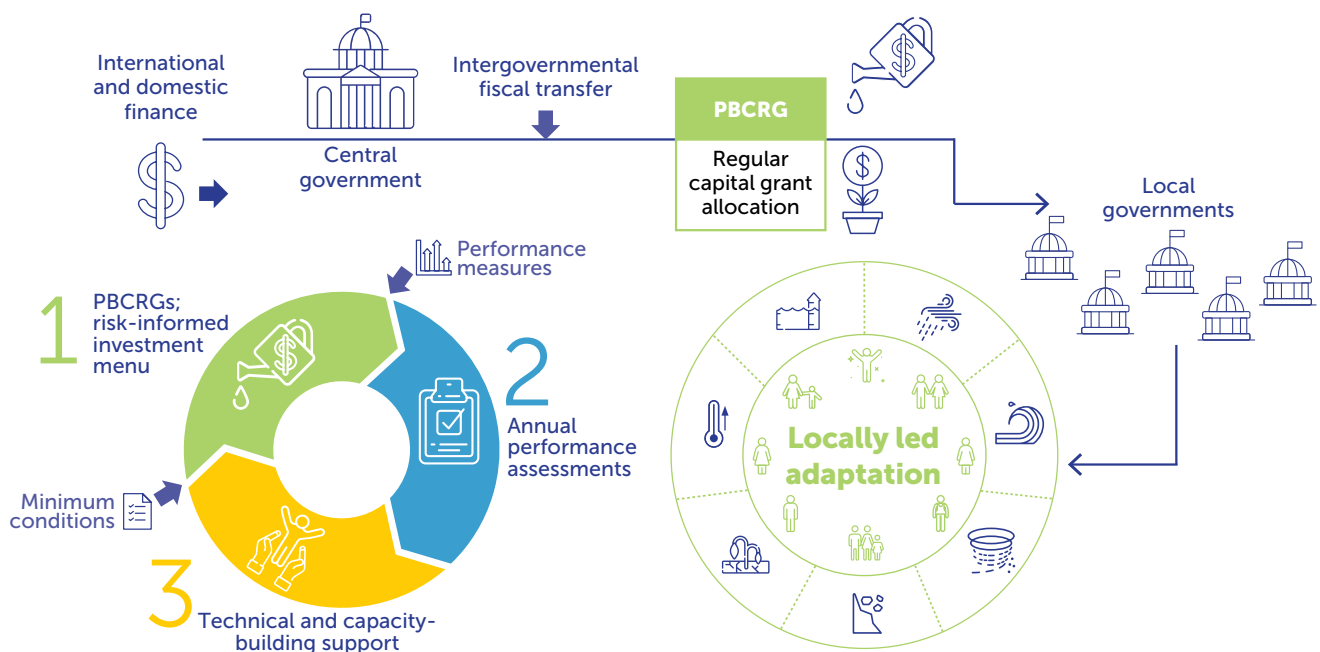 International
and domestic
finance
Central
government
Intergovernmental
fiscal transfer
PBCRG
Regular
capital grant
allocation
Local
governments
Performance
measures
1
PBCRGs;
risk-informed
investment
menu
2
Annual
performance
assessments
Minimum
conditions
3
Technical and capacity-
building support
Locally led
adaptation